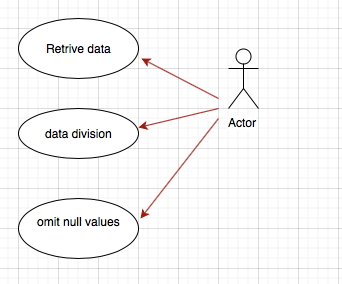 Retrive data
data division
Actor
omit null values